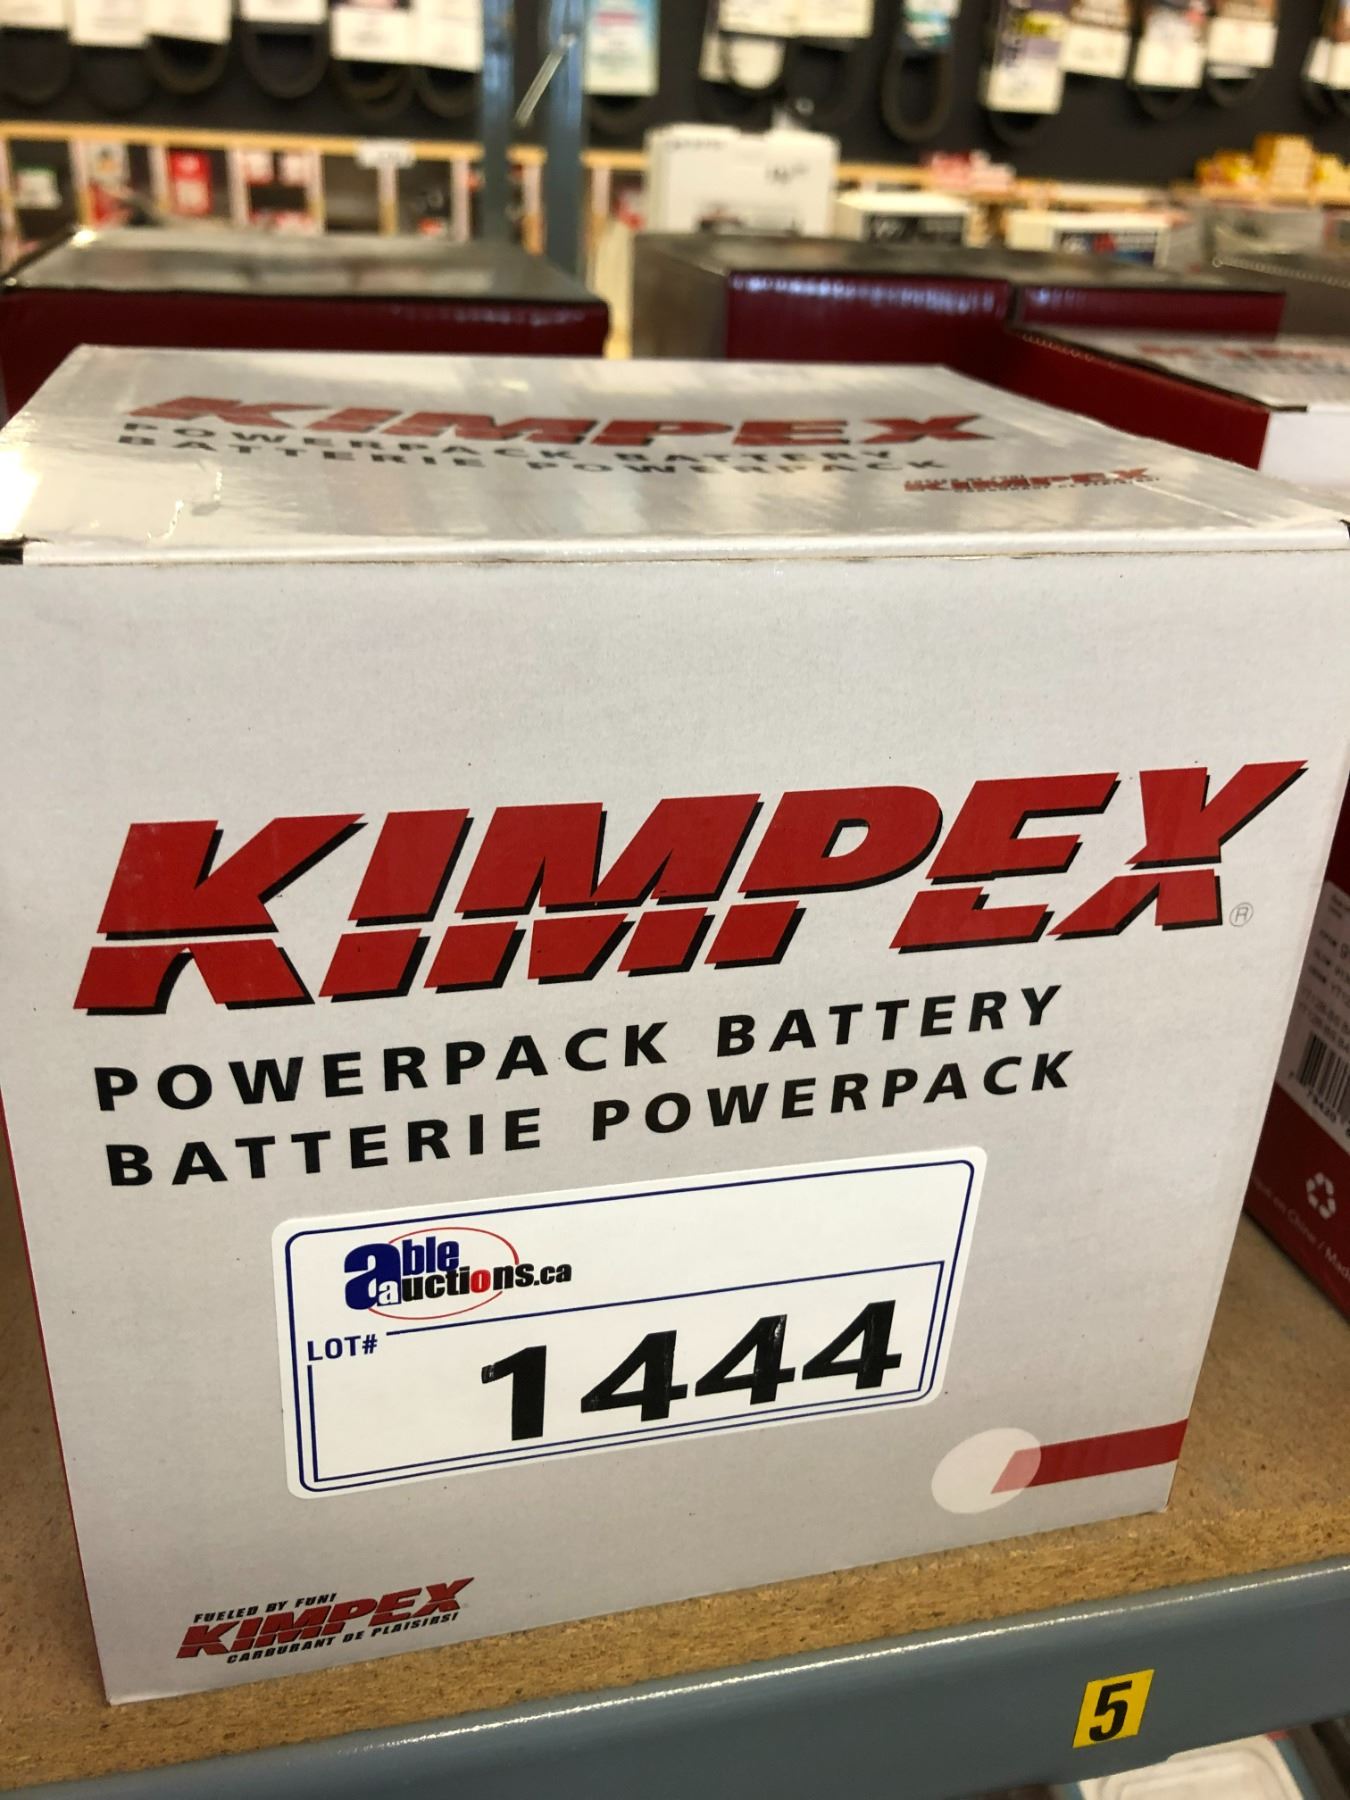 KIMPEX
POWERPACK BATTERY
BATTERIE POWERPACK
KIMPEX
KIMPEX®
POWERPACK BATTERY
BATTERIE POWERPACK
able
auctions.ca
LOT#
1444
FUELED BY FUN!
KIMPEX
CARBURANT DE PLAISIRS!
5